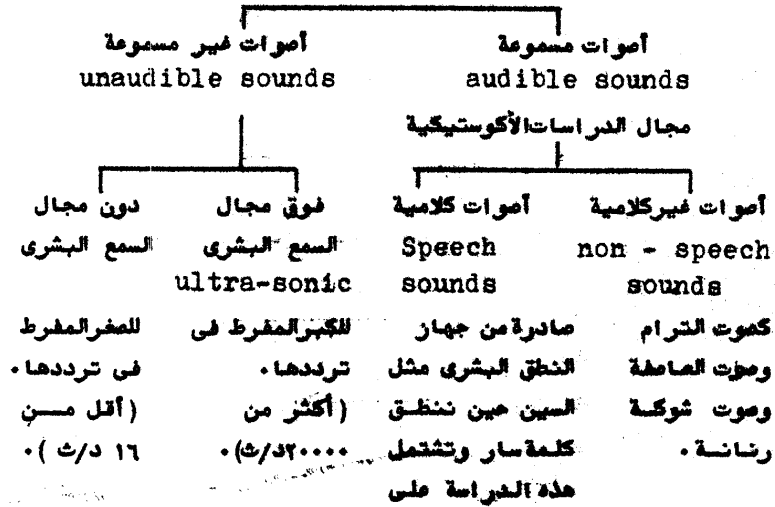 أصوات مسموعة أصوات غير مسموعة
audible sounds unaudible sounds
مجال الدراسات الأكوستيكية
أصوات غير كلامية أصوات كلامية فوق مجال دون مجال
non - speech Speech السمع البشرى السمع البشرى
sounds sounds ultra-sonic
كصوت الترام صادرة من جهاز للكبر المفرط فى للصغر المفرط
وصوت العاصفة النطق البشرى مثل ترددها. فى ترددها.
وصوت شوكة السين حين ننطق (أكثر من (أقل من
رنانة. كلمة سار وتشتمل ٢٠٠٠٠د/ث). ١٦ د/ث).
هذه الدراسة على